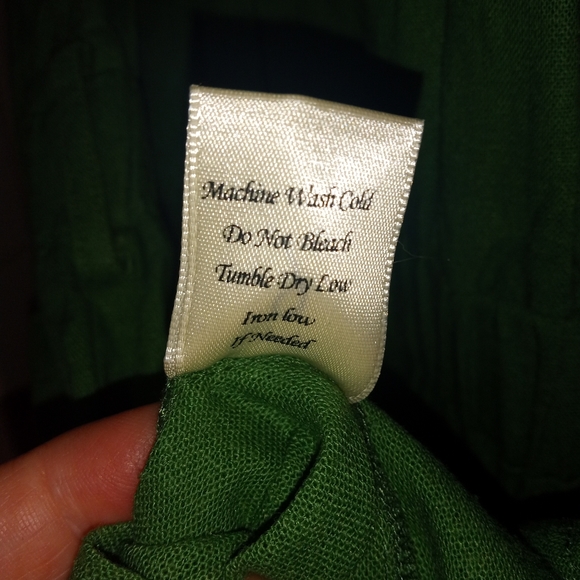 Machine Wash Cold
Do Not Bleach
Tumble Dry Low
Iron low
If Needed